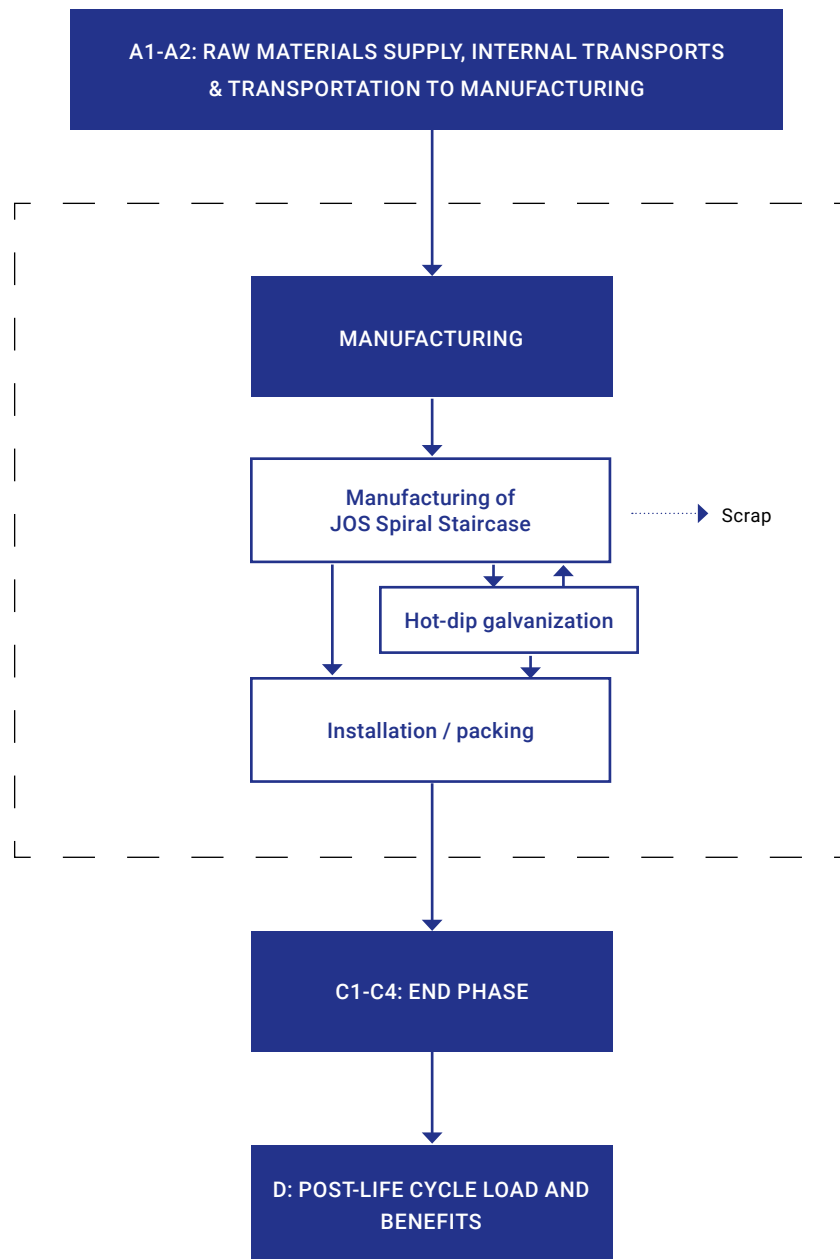 A1-A2: RAW MATERIALS SUPPLY, INTERNAL TRANSPORTS
& TRANSPORTATION TO MANUFACTURING
MANUFACTURING
Manufacturing of
JOS Spiral Staircase
Scrap
Hot-dip galvanization
Installation / packing
C1-C4: END PHASE
D: POST-LIFE CYCLE LOAD AND
BENEFITS